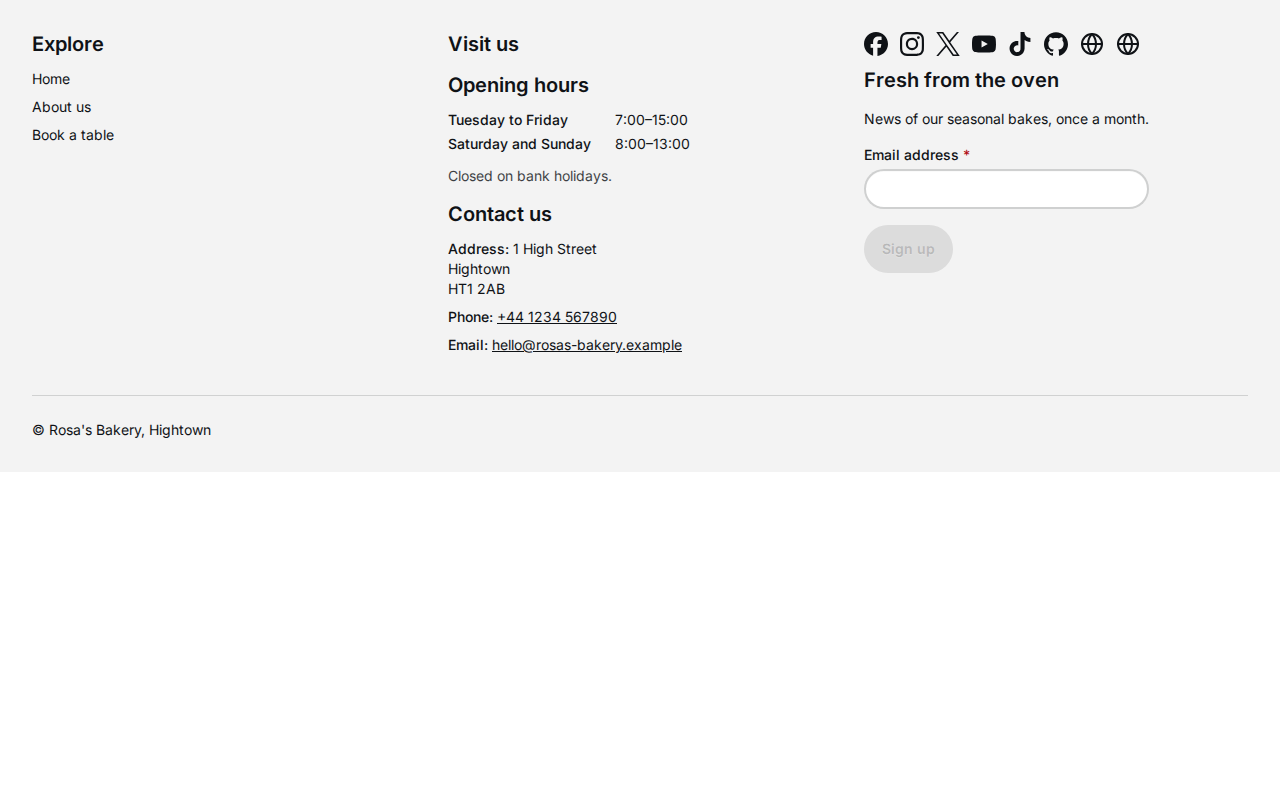 Explore
Home
About us
Book a table
Visit us
Opening hours
Tuesday to Friday 7:00–15:00
Saturday and Sunday 8:00–13:00
Closed on bank holidays.
Contact us
Address: 1 High Street
Hightown
HT1 2AB
Phone: +44 1234 567890
Email: hello@rosas-bakery.example
Fresh from the oven
News of our seasonal bakes, once a month.
Email address *
Sign up
© Rosa's Bakery, Hightown